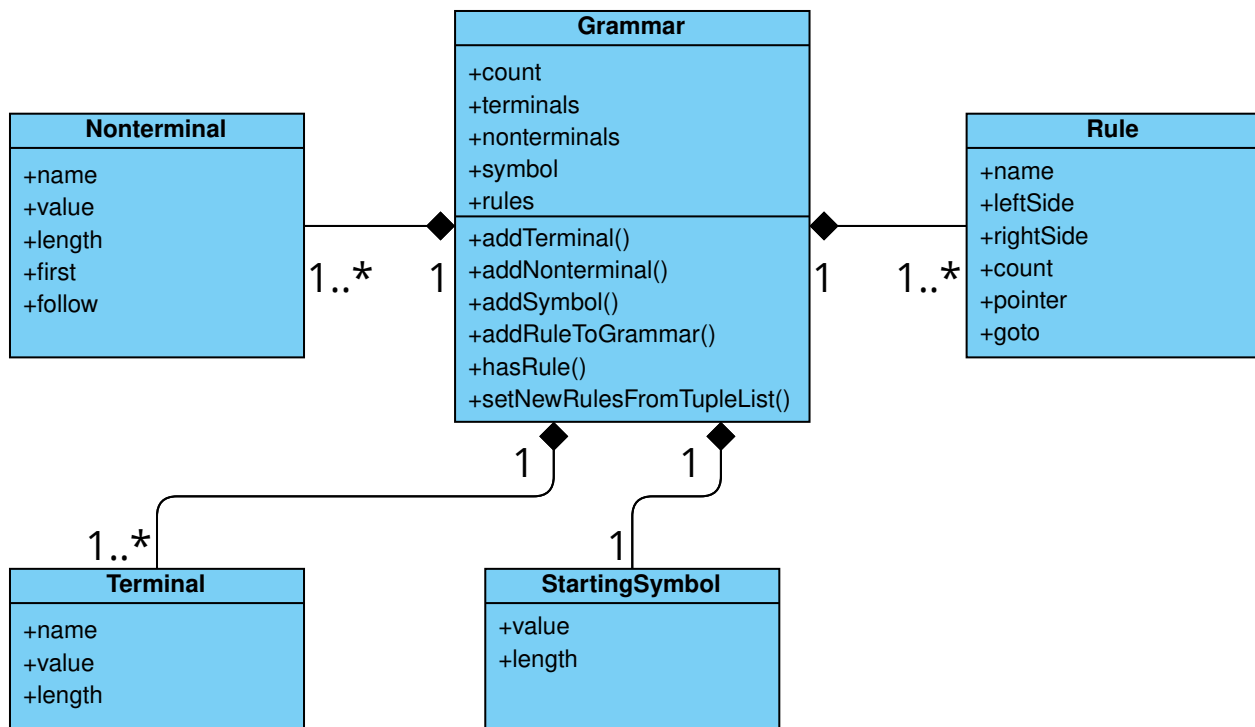 Grammar
+count
+terminals
+nonterminals
+symbol
+rules
+addTerminal()
+addNonterminal()
+addSymbol()
+addRuleToGrammar()
+hasRule()
+setNewRulesFromTupleList()
Nonterminal
+name
+value
+length
+first
+follow
1..*
1
1
1..*
Rule
+name
+leftSide
+rightSide
+count
+pointer
+goto
1
1
1..*
1
Terminal
+name
+value
+length
StartingSymbol
+value
+length